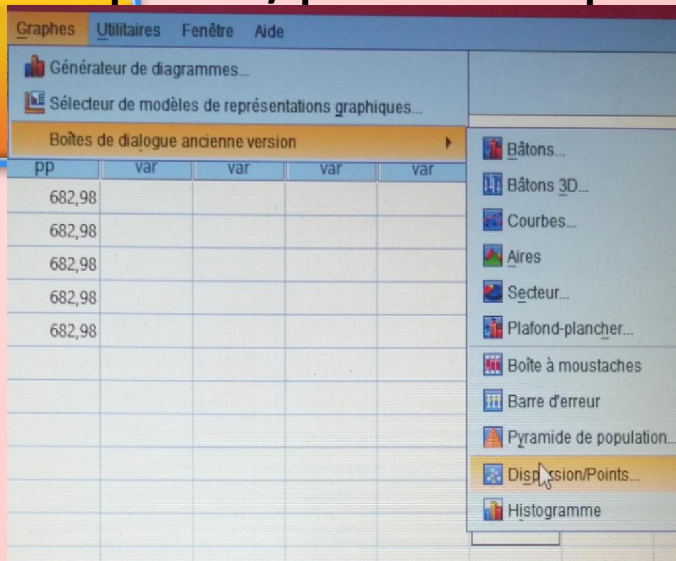 Graphes Utilitaires Fenêtre Aide
Générateur de diagrammes...
Sélecteur de modèles de représentations graphiques...
Boîtes de dialogue ancienne version
pp var var var var
682,98
682,98
682,98
682,98
682,98
Bâtons...
Bâtons 3D...
Courbes...
Aires
Secteur...
Plafond-plancher...
Boîte à moustaches
Barre d'erreur
Pyramide de population...
Dispersion/Points...
Histogramme